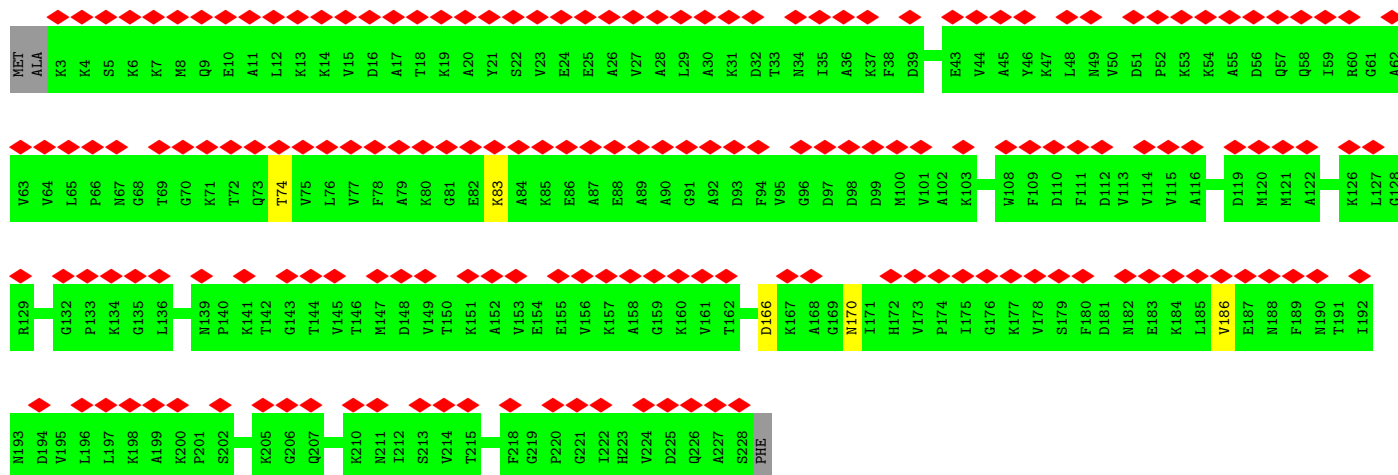 MET ALA K3 K4 S5 K6 K7 M8 Q9 E10 A11 L12 K13 K14 V15 D16 A17 T18 K19 A20 Y21 S22 V23 E24 E25 A26 V27 A28 L29 A30 K31 D32 T33 N34 I35 A36 K37 F38 D39 E43 V44 A45 Y46 K47 L48 N49 V50 D51 P52 K53 K54 A55 D56 Q57 Q58 I59 R60 G61 A62
V63 V64 L65 P66 N67 G68 T69 G70 K71 T72 Q73 T74 V75 L76 V77 F78 A79 K80 G81 E82 K83 A84 K85 E86 A87 E88 A89 A90 G91 A92 D93 F94 V95 G96 D97 D98 D99 M100 V101 A102 K103 W108 F109 D110 F111 D112 V113 V114 V115 A116 D119 M120 M121 A122 K126 L127 G128
R129 G132 P133 K134 G135 L136 N139 P140 K141 T142 G143 T144 V145 T146 M147 D148 V149 T150 K151 A152 V153 E154 E155 V156 K157 A158 G159 K160 V161 T162 D166 K167 A168 G169 N170 I171 H172 V173 P174 I175 G176 K177 V178 S179 F180 D181 N182 E183 K184 L185 V186 E187 N188 F189 N190 T191 I192
N193 D194 V195 L196 L197 K198 A199 K200 P201 S202 K205 G206 Q207 K210 N211 I212 S213 V214 T215 F218 G219 P220 G221 I222 H223 V224 D225 Q226 A227 S228 PHE